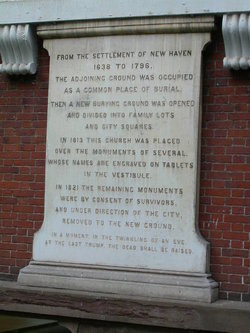 FROM THE SETTLEMENT OF NEW HAVEN
1638 TO 1796,
THE ADJOINING GROUND WAS OCCUPIED
AS A COMMON PLACE OF BURIAL.
THEN A NEW BURYING GROUND WAS OPENED
AND DIVIDED INTO FAMILY LOTS
AND CITY SQUARES.
IN 1813 THIS CHURCH WAS PLACED
OVER THE MONUMENTS OF SEVERAL,
WHOSE NAMES ARE ENGRAVED ON TABLETS
IN THE VESTIBULE.
IN 1821 THE REMAINING MONUMENTS
WERE BY CONSENT OF SURVIVORS,
AND UNDER DIRECTION OF THE CITY,
REMOVED TO THE NEW GROUND.
IN A MOMENT, IN THE TWINKLING OF AN EYE,
AT THE LAST TRUMP, THE DEAD SHALL BE RAISED.